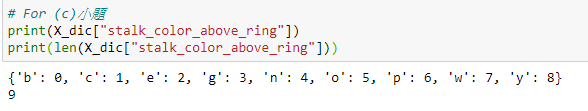 # For (c)小題
print(X_dic["stalk_color_above_ring"])
print(len(X_dic["stalk_color_above_ring"]))
{'b': 0, 'c': 1, 'e': 2, 'g': 3, 'n': 4, 'o': 5, 'p': 6, 'w': 7, 'y': 8}
9